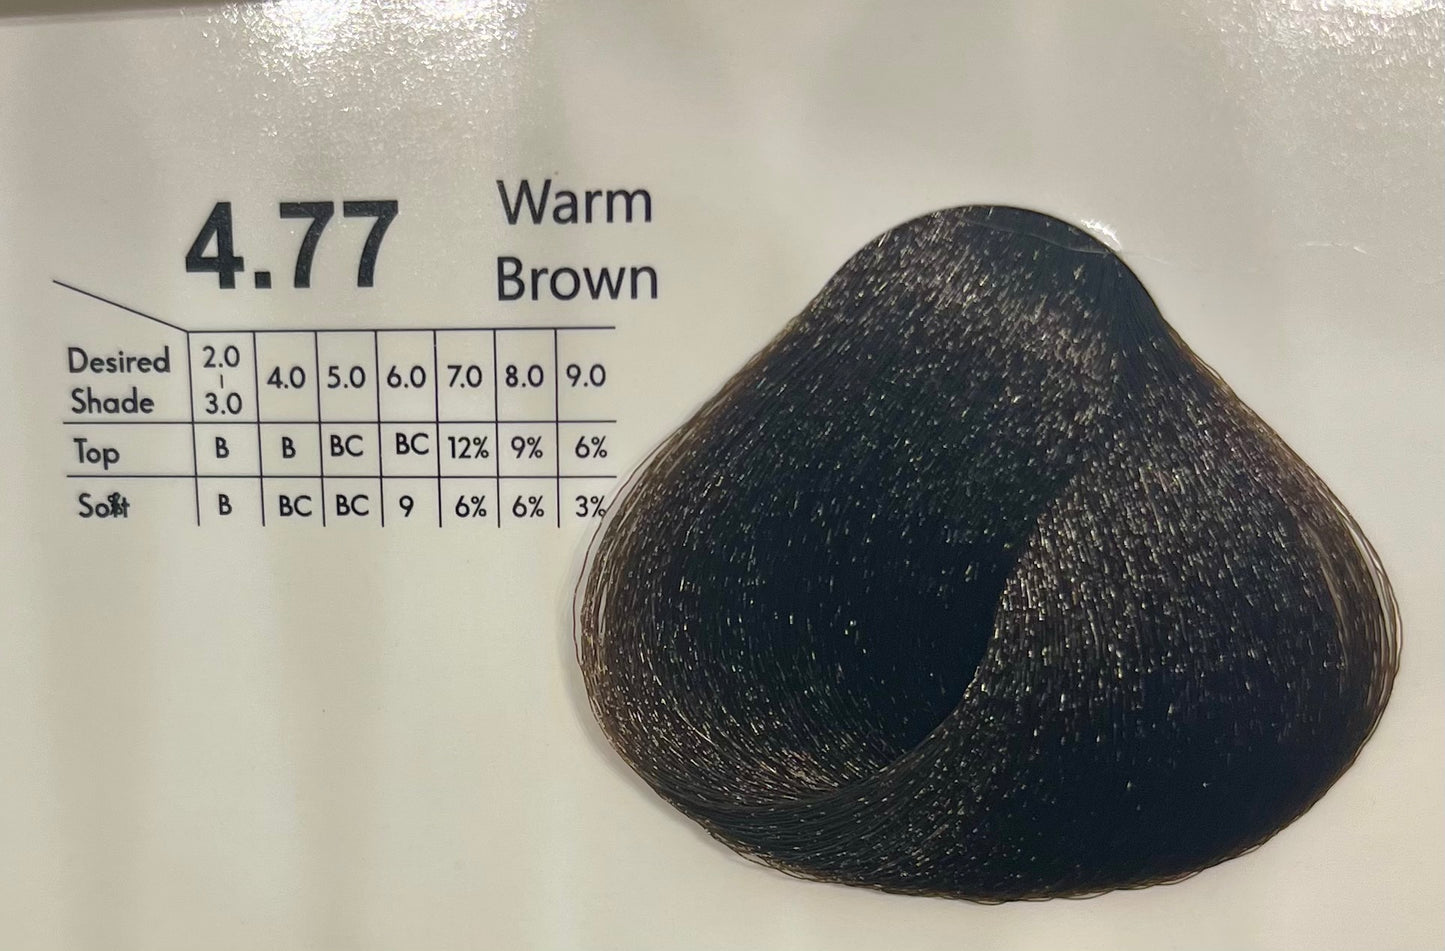 4.77 Warm
Brown
Desired Shade 2.0 - 3.0 4.0 5.0 6.0 7.0 8.0 9.0
Top B B BC BC 12% 9% 6%
B BC BC 9 6% 6% 3%